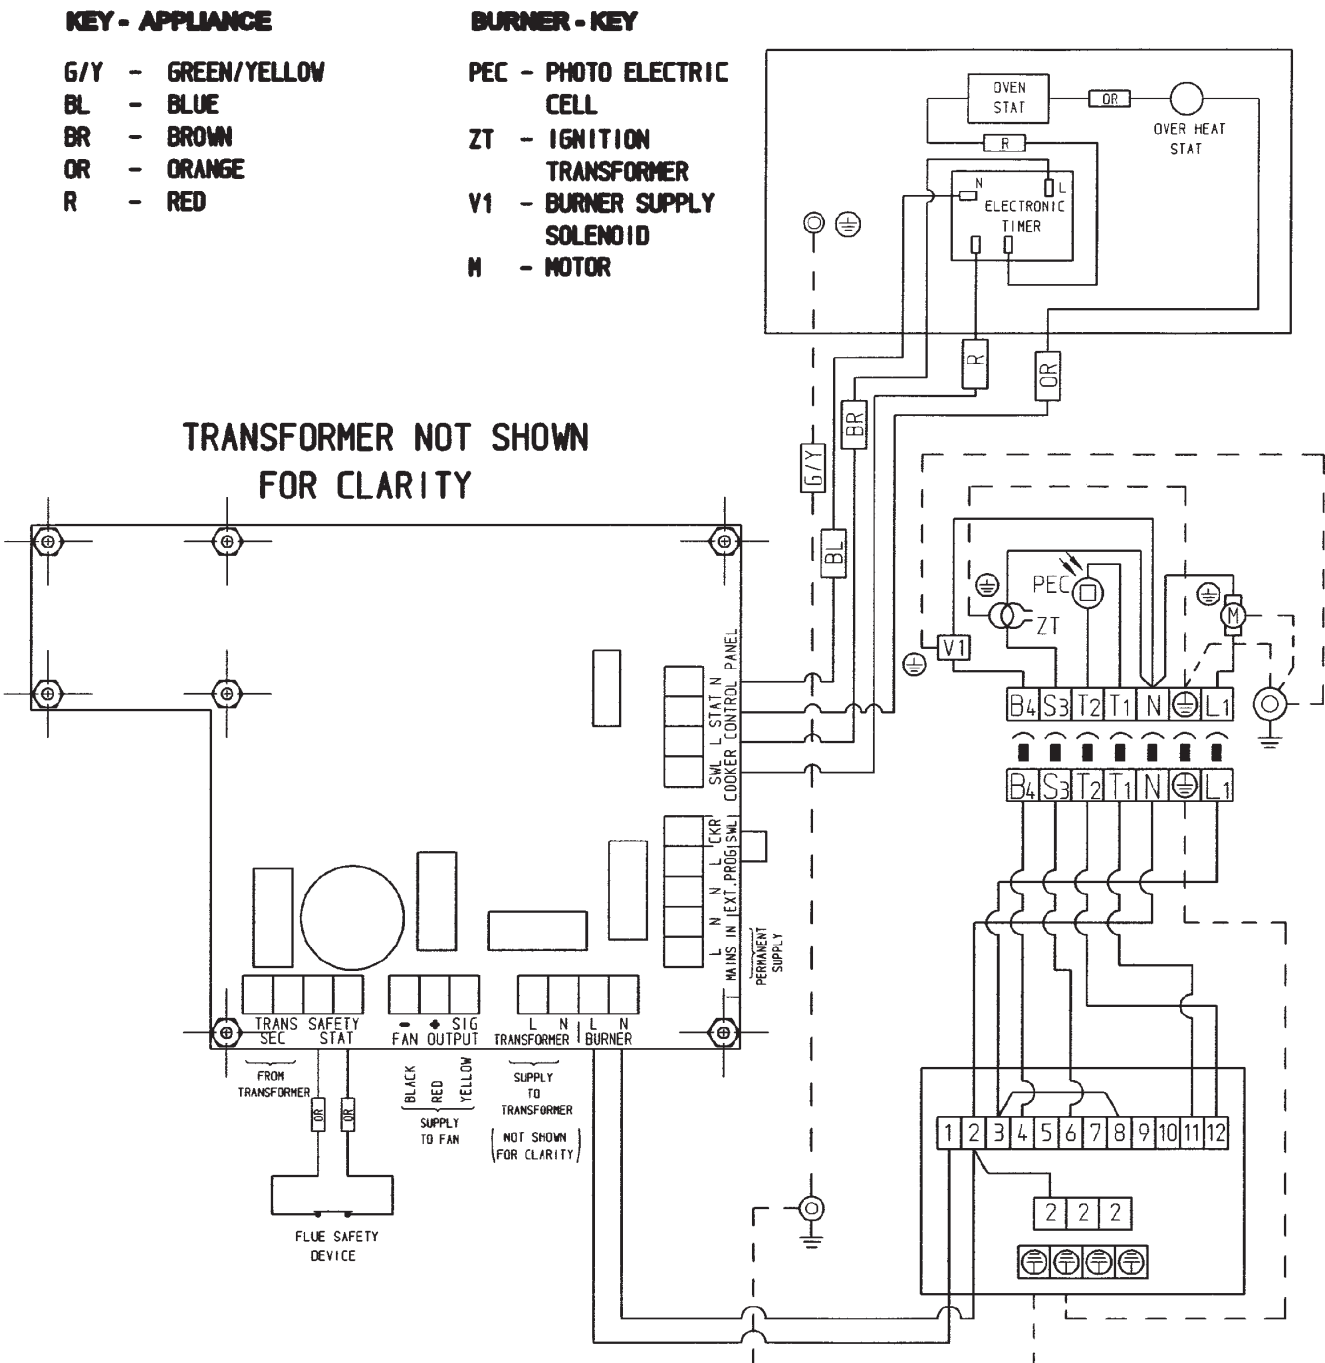 KEY - APPLIANCE
G/Y - GREEN/YELLOW
BL - BLUE
BR - BROWN
OR - ORANGE
R - RED
BURNER - KEY
PEC - PHOTO ELECTRIC
CELL
ZT - IGNITION
TRANSFORMER
V1 - BURNER SUPPLY
SOLENOID
M - MOTOR
OVEN
STAT
OR
OVER HEAT
STAT
R
N
L
ELECTRONIC
TIMER
R
OR
BR
G/Y
BL
TRANSFORMER NOT SHOWN
FOR CLARITY
PEC
ZT
M
V1
B4 S3 T2 T1 N L1
B4 S3 T2 T1 N L1
SWL L STAT N
COOKER CONTROL PANEL
L N N L CKR
MAINS IN EXT.PROG SWL
PERMANENT
SUPPLY
TRANS SAFETY
SEC STAT
- + SIG
FAN OUTPUT
L N L N
TRANSFORMER BURNER
FROM
TRANSFORMER
OR
OR
BLACK
RED
YELLOW
SUPPLY
TO FAN
SUPPLY
TO
TRANSFORMER
(NOT SHOWN
FOR CLARITY)
FLUE SAFETY
DEVICE
1 2 3 4 5 6 7 8 9 10 11 12
2 2 2